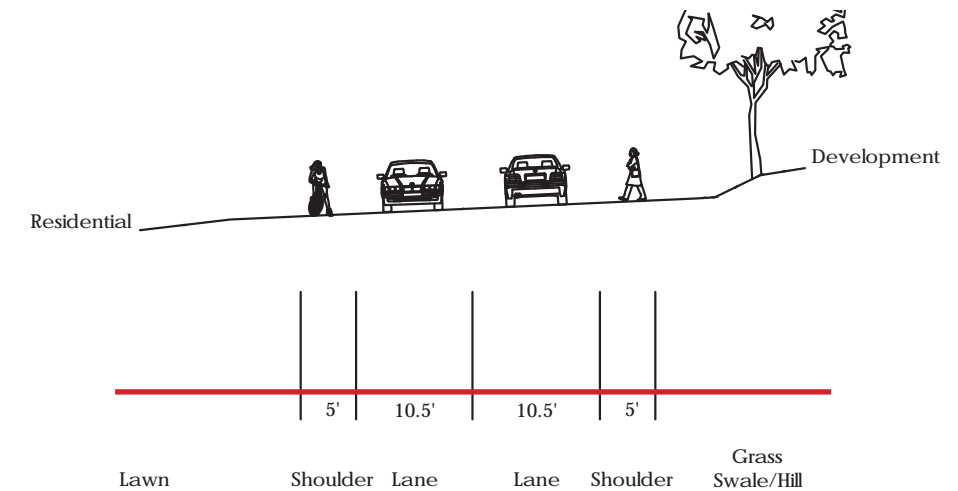 Development
Residential
5' 10.5' 10.5' 5'
Lawn Shoulder Lane Lane Shoulder Grass
Swale/Hill